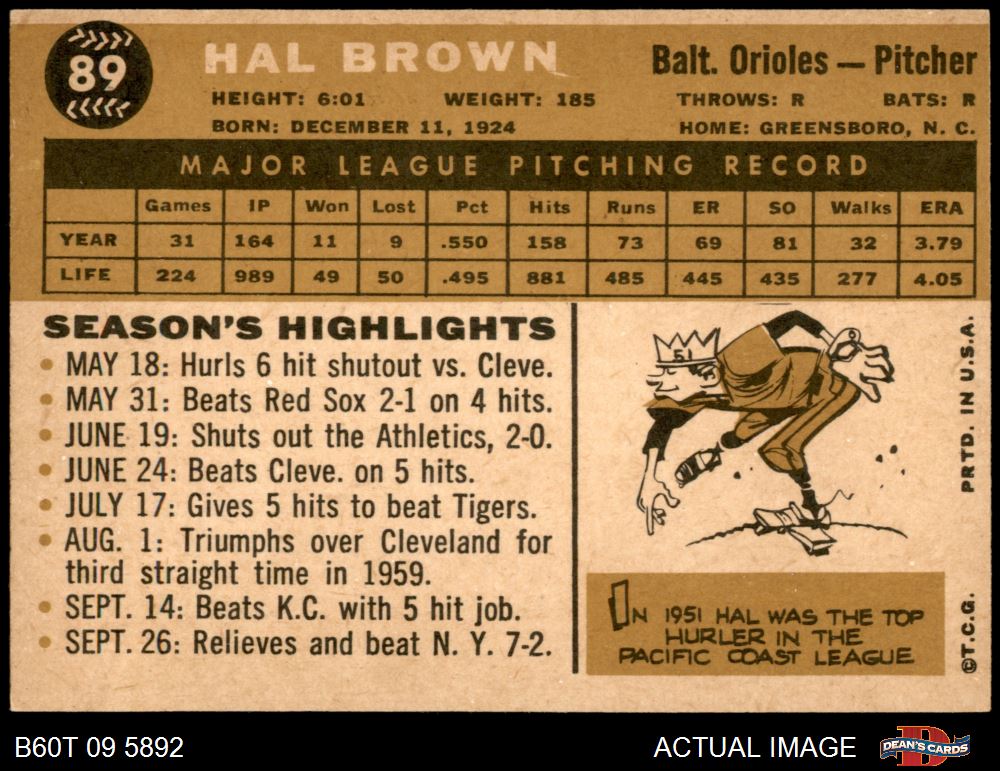 89
HAL BROWN
Balt. Orioles — Pitcher
HEIGHT: 6:01 WEIGHT: 185 THROWS: R BATS: R
BORN: DECEMBER 11, 1924 HOME: GREENSBORO, N. C.
MAJOR LEAGUE PITCHING RECORD
Games IP Won Lost Pct Hits Runs ER SO Walks ERA
YEAR 31 164 11 9 .550 158 73 69 81 32 3.79
LIFE 224 989 49 50 .495 881 485 445 435 277 4.05
SEASON'S HIGHLIGHTS
• MAY 18: Hurls 6 hit shutout vs. Cleve.
• MAY 31: Beats Red Sox 2-1 on 4 hits.
• JUNE 19: Shuts out the Athletics, 2-0.
• JUNE 24: Beats Cleve. on 5 hits.
• JULY 17: Gives 5 hits to beat Tigers.
• AUG. 1: Triumphs over Cleveland for
third straight time in 1959.
• SEPT. 14: Beats K.C. with 5 hit job.
• SEPT. 26: Relieves and beat N. Y. 7-2.
51
IN 1951 HAL WAS THE TOP
HURLER IN THE
PACIFIC COAST LEAGUE
PRTD. IN U.S.A.
©T.C.G.
B60T 09 5892
ACTUAL IMAGE
DEAN'S CARDS